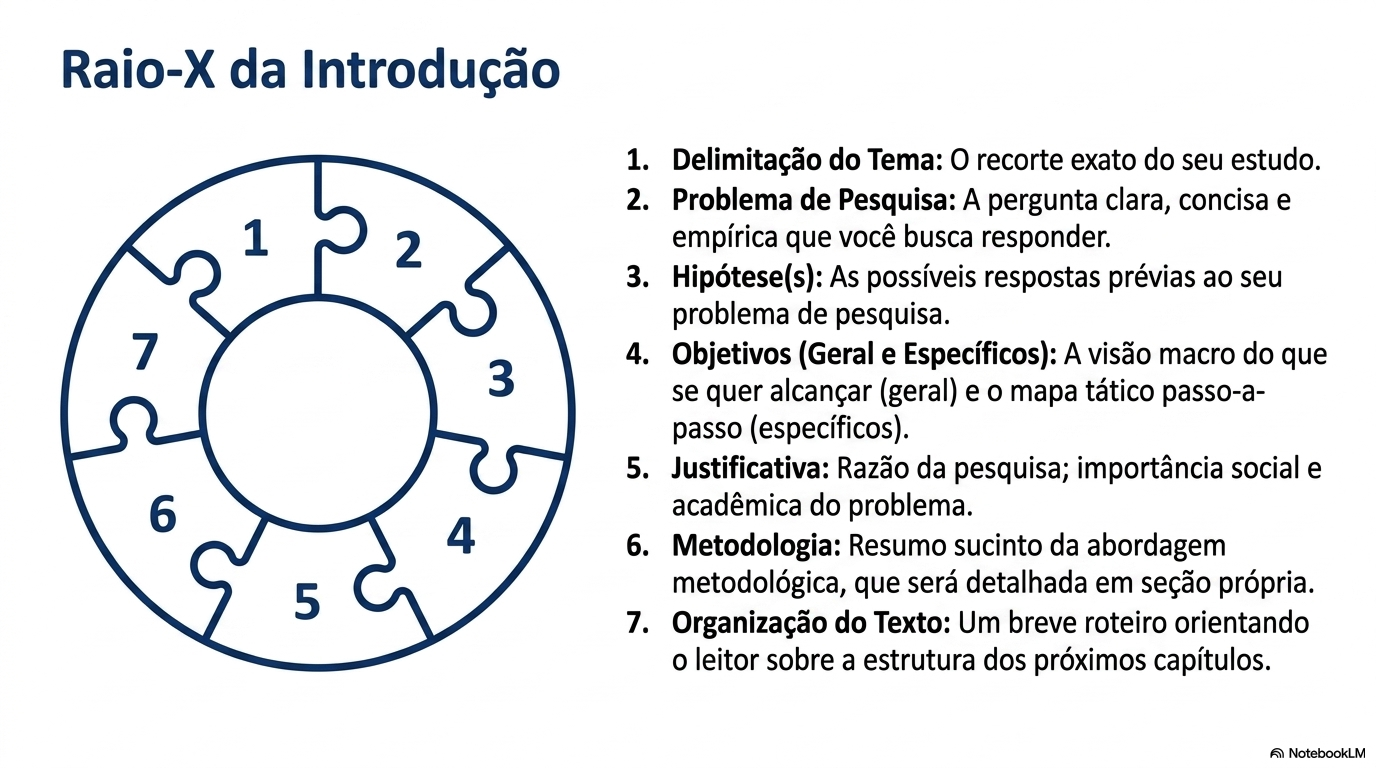 Raio-X da Introdução
1
2
3
4
5
6
7
1. Delimitação do Tema: O recorte exato do seu estudo.
2. Problema de Pesquisa: A pergunta clara, concisa e
empírica que você busca responder.
3. Hipótese(s): As possíveis respostas prévias ao seu
problema de pesquisa.
4. Objetivos (Geral e Específicos): A visão macro do que
se quer alcançar (geral) e o mapa tático passo-a-
passo (específicos).
5. Justificativa: Razão da pesquisa; importância social e
acadêmica do problema.
6. Metodologia: Resumo sucinto da abordagem
metodológica, que será detalhada em seção própria.
7. Organização do Texto: Um breve roteiro orientando
o leitor sobre a estrutura dos próximos capítulos.
NotebookLM